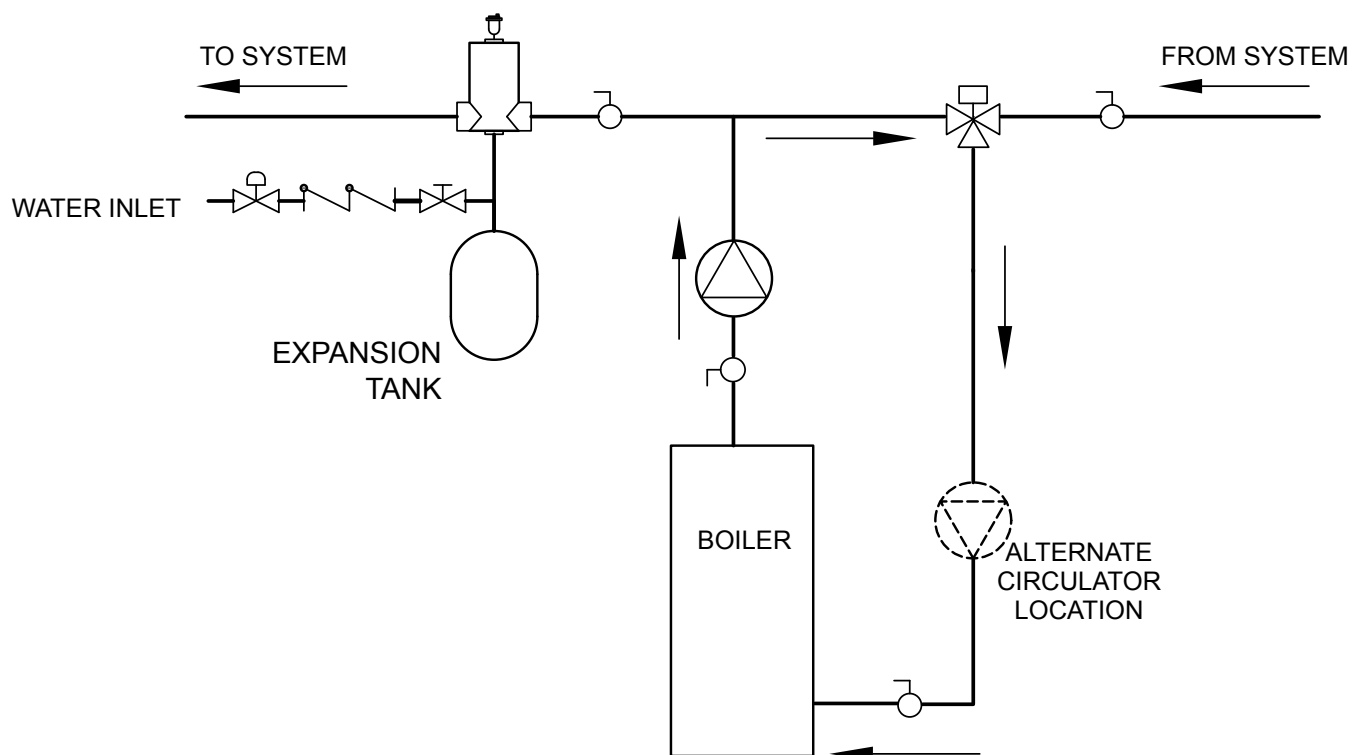 TO SYSTEM
FROM SYSTEM
WATER INLET
EXPANSION
TANK
BOILER
ALTERNATE
CIRCULATOR
LOCATION